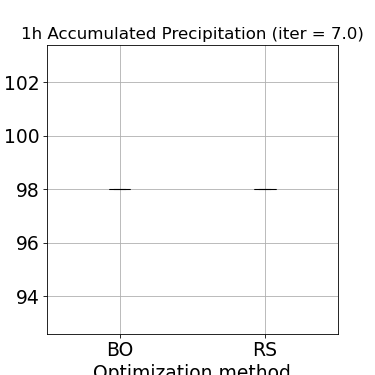 1h Accumulated Precipitation (iter = 7.0)
102
100
98
96
94
BO RS
Optimization method